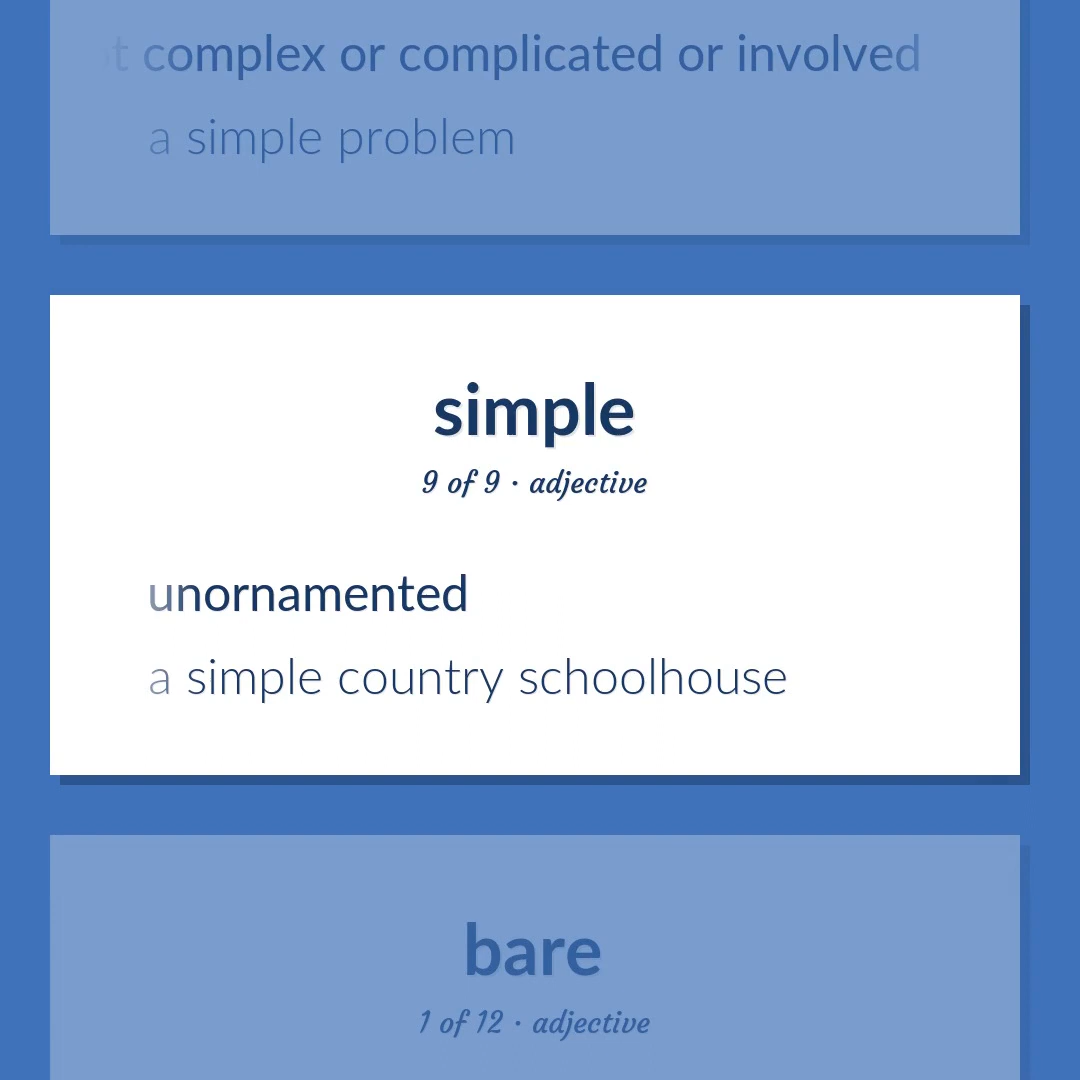 complex or complicated or involved
a simple problem
simple
9 of 9 · adjective
unornamented
a simple country schoolhouse
bare
1 of 12 · adjective